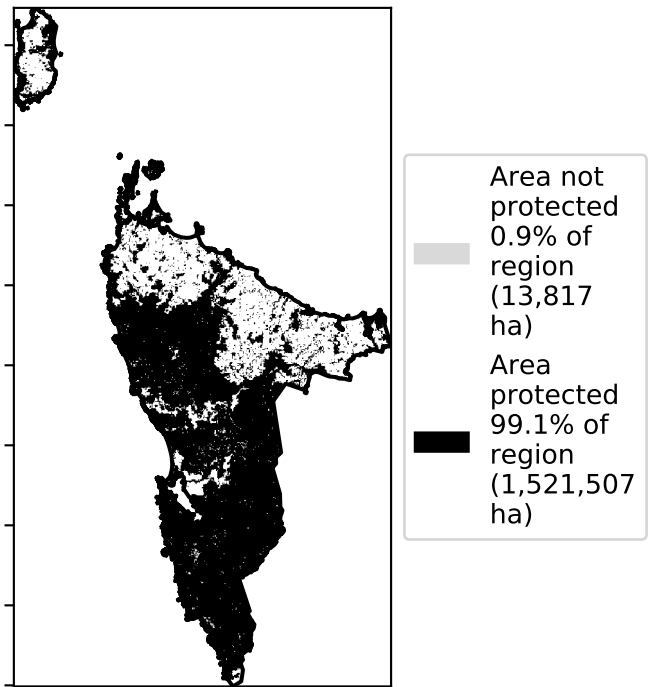 Area not
protected
0.9% of
region
(13,817
ha)
Area
protected
99.1% of
region
(1,521,507
ha)